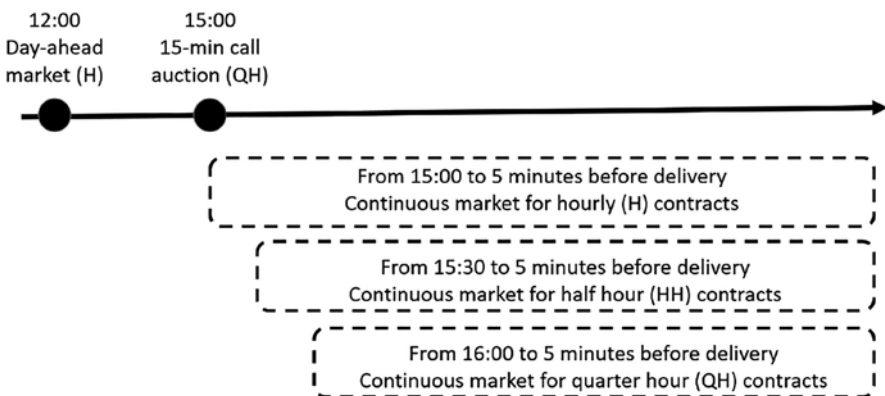 12:00
Day-ahead
market (H)
15:00
15-min call
auction (QH)
From 15:00 to 5 minutes before delivery
Continuous market for hourly (H) contracts
From 15:30 to 5 minutes before delivery
Continuous market for half hour (HH) contracts
From 16:00 to 5 minutes before delivery
Continuous market for quarter hour (QH) contracts